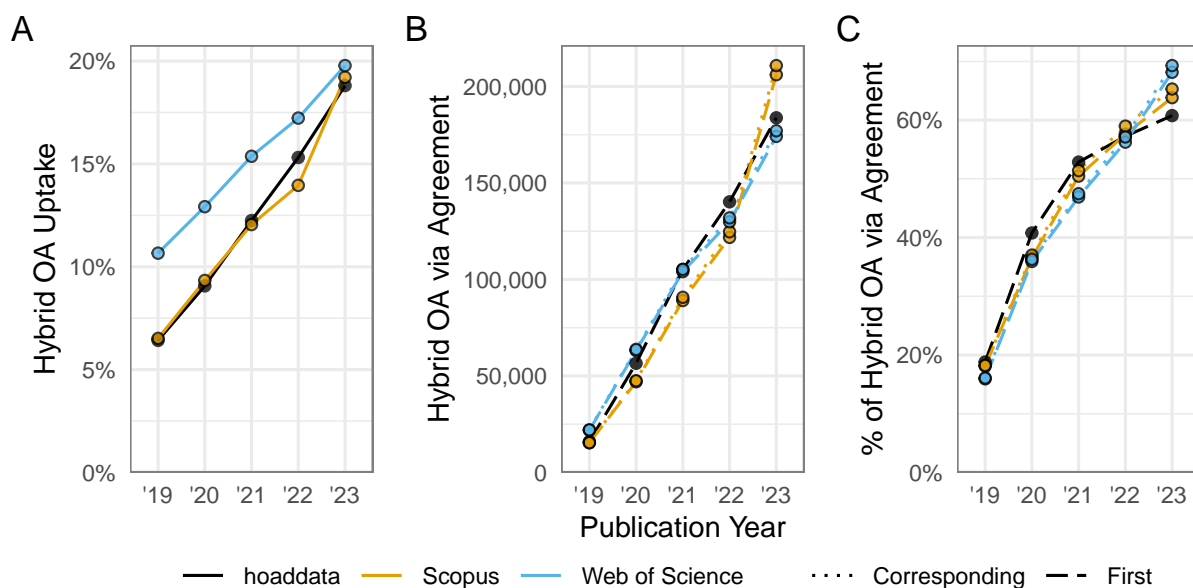 A
Hybrid OA Uptake
20%
15%
10%
5%
0%
'19 '20 '21 '22 '23
B
Hybrid OA via Agreement
200,000
150,000
100,000
50,000
0
'19 '20 '21 '22 '23
Publication Year
C
% of Hybrid OA via Agreement
60%
40%
20%
0%
'19 '20 '21 '22 '23
hoaddata Scopus Web of Science Corresponding First